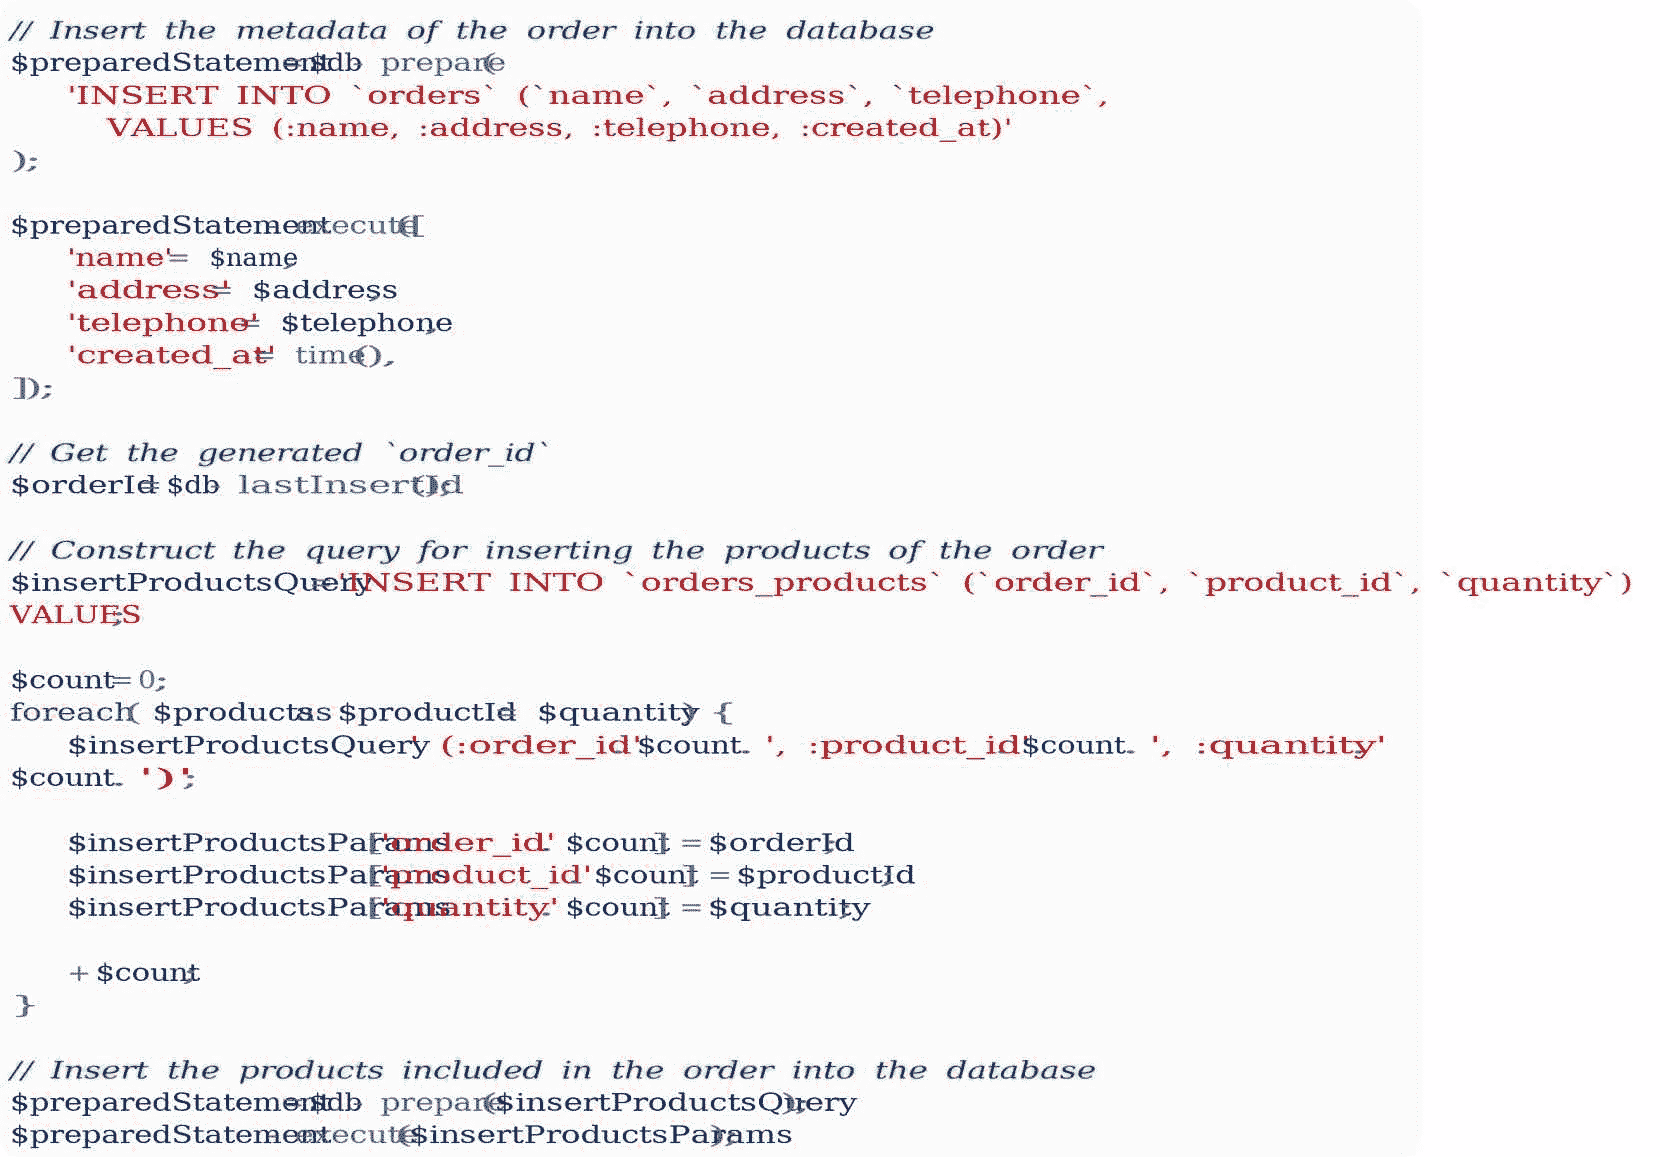 // Insert the metadata of the order into the database
$preparedStatement = $db- prepare(
'INSERT INTO `orders` (`name`, `address`, `telephone`,
VALUES (:name, :address, :telephone, :created_at)'
);
$preparedStatement- execute([
'name'= $name,
'address'= $address,
'telephone'= $telephone,
'created_at'= time(),
]);
// Get the generated `order_id`
$orderId = $db- lastInsertId();
// Construct the query for inserting the products of the order
$insertProductsQuery = 'INSERT INTO `orders_products` (`order_id`, `product_id`, `quantity`)
VALUES;
$count = 0;
foreach( $products as $productId = $quantity) {
$insertProductsQuery ' (:order_id' . $count . ', :product_id' . $count . ', :quantity' .
$count . ')';
$insertProductsParams['order_id' . $count] = $orderId;
$insertProductsParams['product_id' . $count] = $productId;
$insertProductsParams['quantity' . $count] = $quantity;
+ $count;
}
// Insert the products included in the order into the database
$preparedStatement = $db- prepare($insertProductsQuery);
$preparedStatement- execute($insertProductsParams);